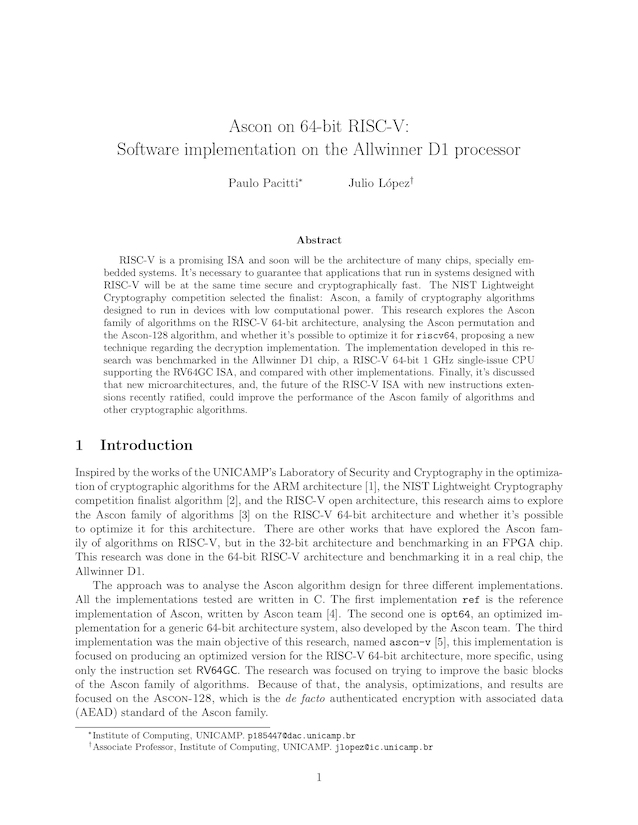 Ascon on 64-bit RISC-V:
Software implementation on the Allwinner D1 processor
Paulo Pacitti* Julio López†
Abstract
RISC-V is a promising ISA and soon will be the architecture of many chips, specially em-
bedded systems. It's necessary to guarantee that applications that run in systems designed with
RISC-V will be at the same time secure and cryptographically fast. The NIST Lightweight
Cryptography competition selected the finalist: Ascon, a family of cryptography algorithms
designed to run in devices with low computational power. This research explores the Ascon
family of algorithms on the RISC-V 64-bit architecture, analysing the Ascon permutation and
the Ascon-128 algorithm, and whether it's possible to optimize it for riscv64, proposing a new
technique regarding the decryption implementation. The implementation developed in this re-
search was benchmarked in the Allwinner D1 chip, a RISC-V 64-bit 1 GHz single-issue CPU
supporting the RV64GC ISA, and compared with other implementations. Finally, it's discussed
that new microarchitectures, and, the future of the RISC-V ISA with new instructions exten-
sions recently ratified, could improve the performance of the Ascon family of algorithms and
other cryptographic algorithms.
1 Introduction
Inspired by the works of the UNICAMP's Laboratory of Security and Cryptography in the optimiza-
tion of cryptographic algorithms for the ARM architecture [1], the NIST Lightweight Cryptography
competition finalist algorithm [2], and the RISC-V open architecture, this research aims to explore
the Ascon family of algorithms [3] on the RISC-V 64-bit architecture and whether it's possible
to optimize it for this architecture. There are other works that have explored the Ascon fam-
ily of algorithms on RISC-V, but in the 32-bit architecture and benchmarking in an FPGA chip.
This research was done in the 64-bit RISC-V architecture and benchmarking it in a real chip, the
Allwinner D1.
The approach was to analyse the Ascon algorithm design for three different implementations.
All the implementations tested are written in C. The first implementation ref is the reference
implementation of Ascon, written by Ascon team [4]. The second one is opt64, an optimized im-
plementation for a generic 64-bit architecture system, also developed by the Ascon team. The third
implementation was the main objective of this research, named ascon-v [5], this implementation is
focused on producing an optimized version for the RISC-V 64-bit architecture, more specific, using
only the instruction set RV64GC. The research was focused on trying to improve the basic blocks
of the Ascon family of algorithms. Because of that, the analysis, optimizations, and results are
focused on the Ascon-128, which is the de facto authenticated encryption with associated data
(AEAD) standard of the Ascon family.
*Institute of Computing, UNICAMP. p185447@dac.unicamp.br
†Associate Professor, Institute of Computing, UNICAMP. jlopez@ic.unicamp.br
1